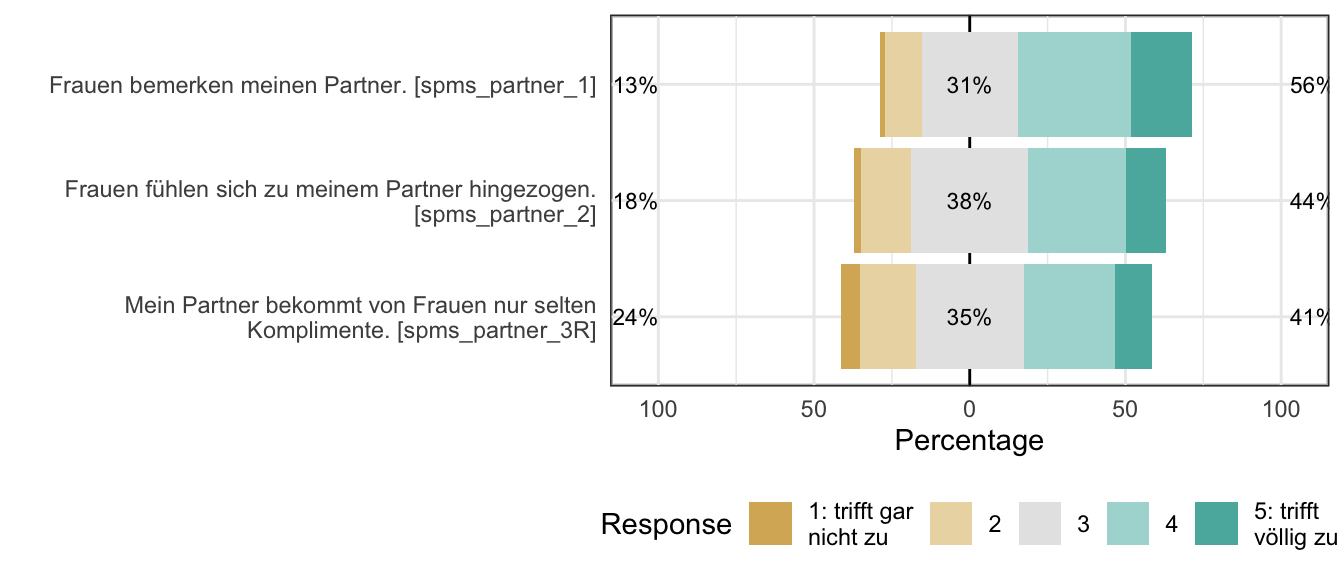 Frauen bemerken meinen Partner. [spms_partner_1] 13% 31% 56%
Frauen fühlen sich zu meinem Partner hingezogen.
[spms_partner_2] 18% 38% 44%
Mein Partner bekommt von Frauen nur selten
Komplimente. [spms_partner_3R] 24% 35% 41%
100 50 0 50 100
Percentage
Response 1: trifft gar
nicht zu 2 3 4 5: trifft
völlig zu